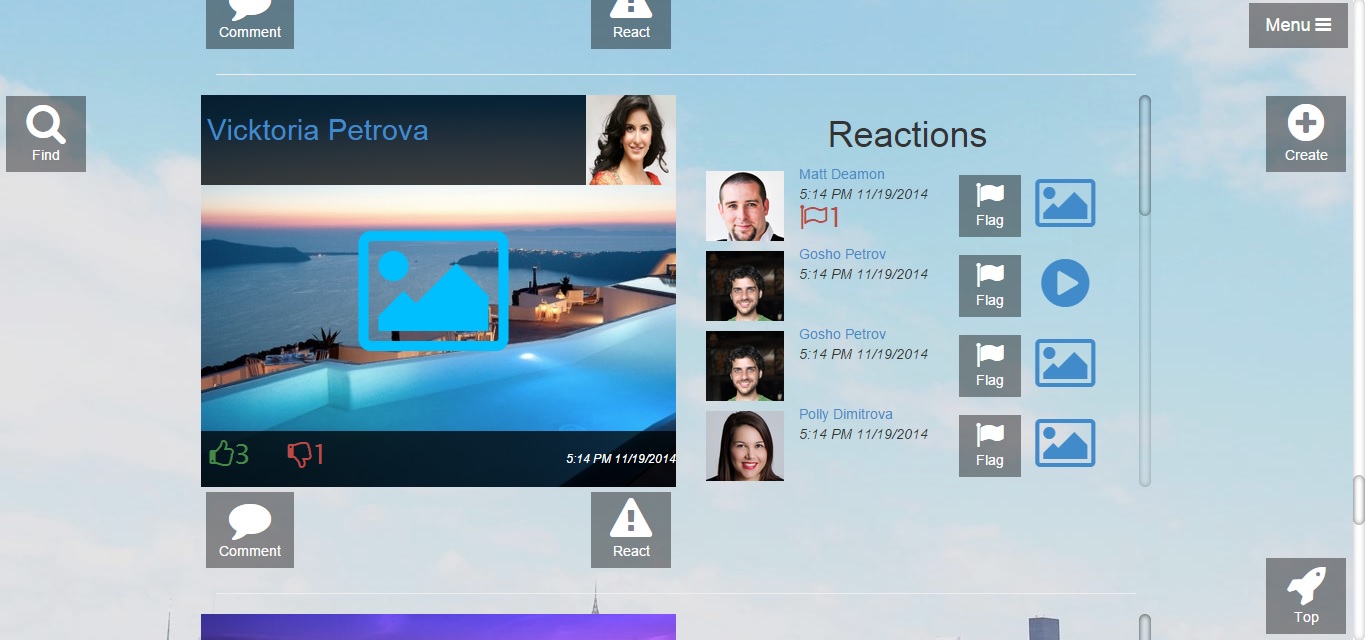 Comment
React
Menu
Find
Create
Vicktoria Petrova
3
1
5:14 PM 11/19/2014
Comment
React
Reactions
Matt Deamon
5:14 PM 11/19/2014
1
Flag
Gosho Petrov
5:14 PM 11/19/2014
Flag
Gosho Petrov
5:14 PM 11/19/2014
Flag
Polly Dimitrova
5:14 PM 11/19/2014
Flag
Top